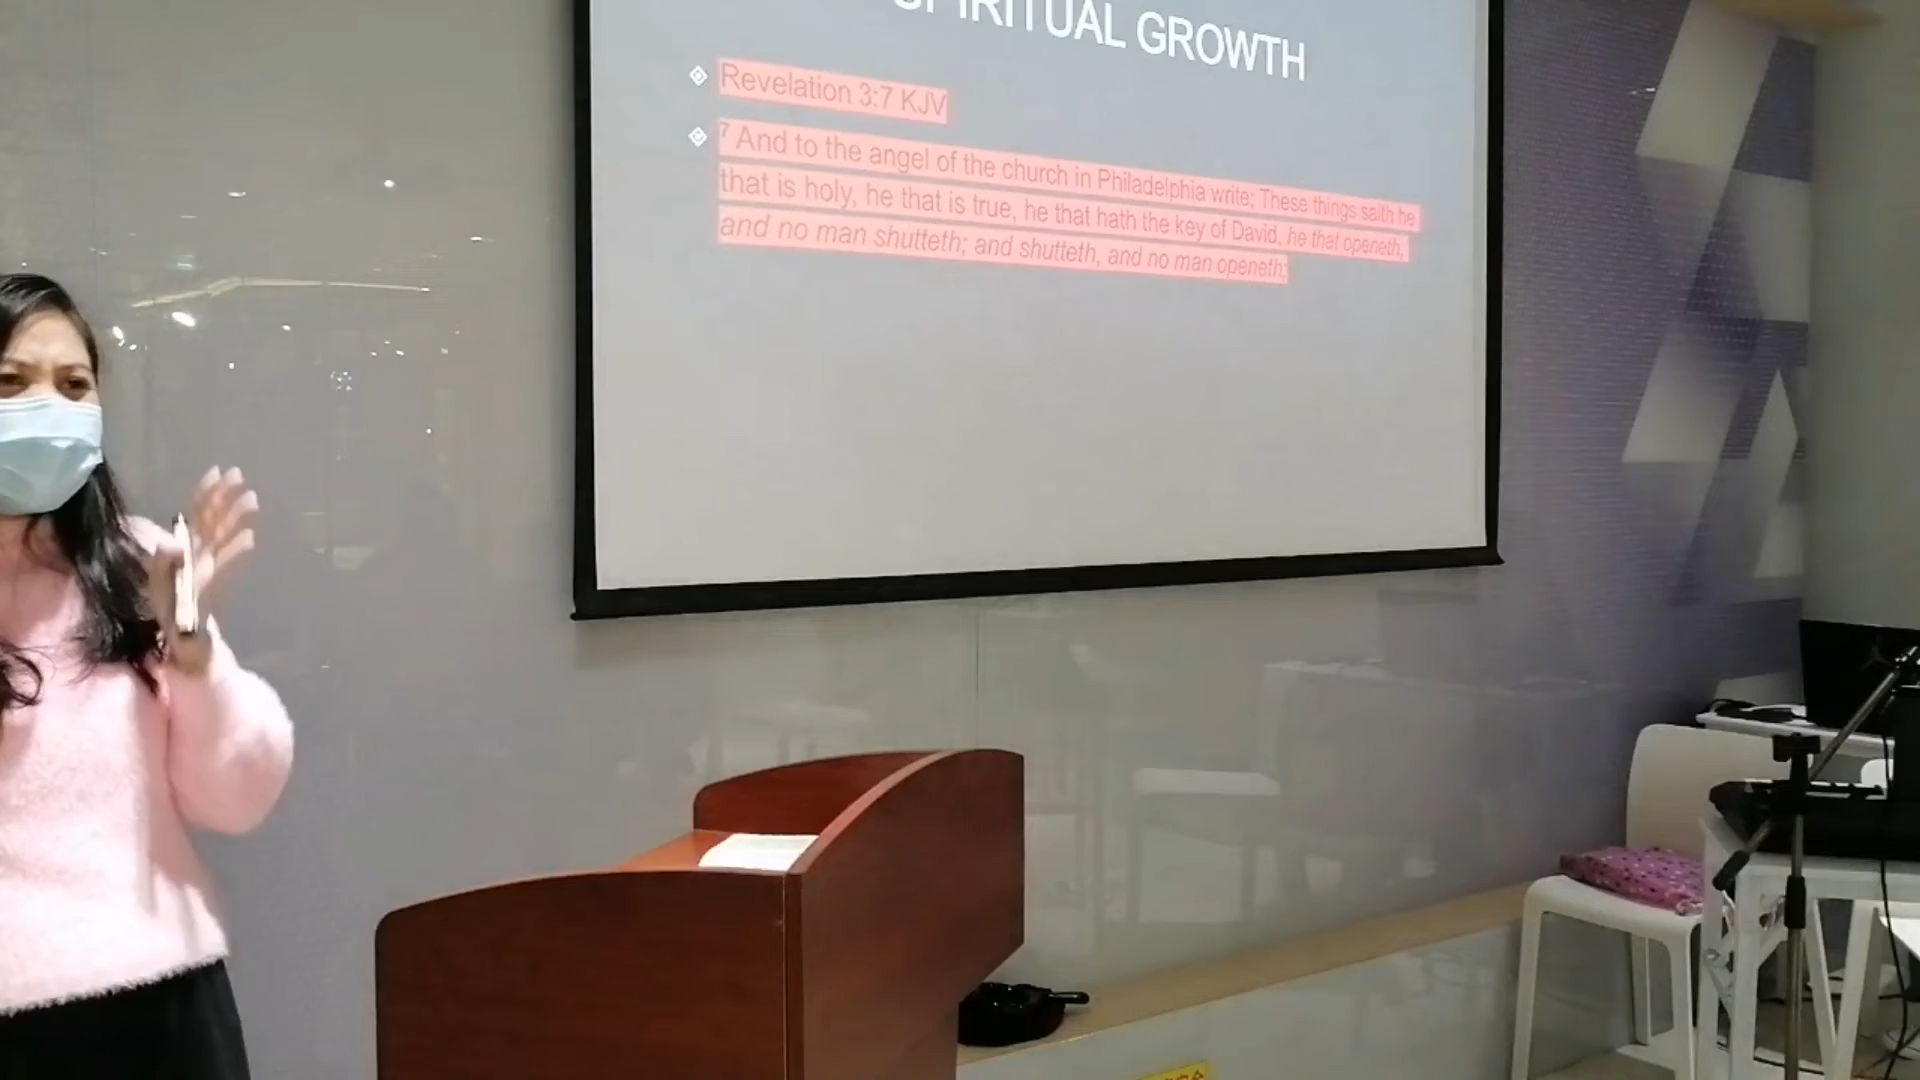 SPIRITUAL GROWTH
Revelation 3:7 KJV
7 And to the angel of the church in Philadelphia write; These things saith he
that is holy, he that is true, he that hath the key of David, he that openeth,
and no man shutteth; and shutteth, and no man openeth;